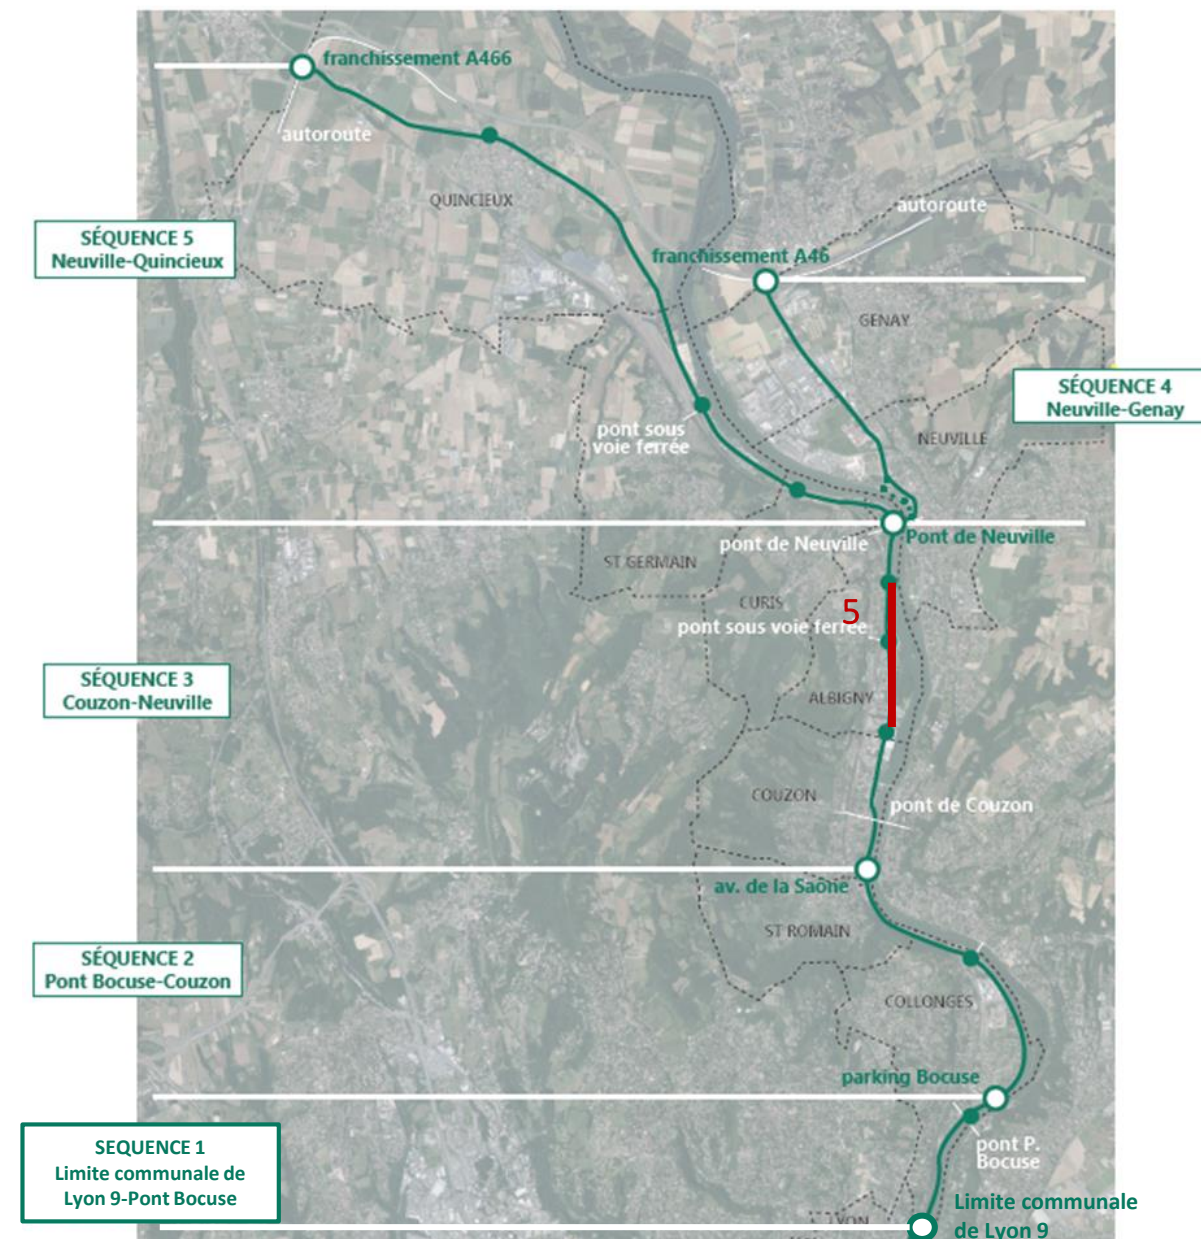 franchissement A466
autoroute
QUINCIEUX
autoroute
SÉQUENCE 5
Neuville-Quincieux
franchissement A46
GENAY
SÉQUENCE 4
Neuville-Genay
pont sous
voie ferrée
NEUVILLE
pont de Neuville
Pont de Neuville
ST GERMAIN
CURIS
5
pont sous voie ferrée
SÉQUENCE 3
Couzon-Neuville
ALBIGNY
COUZON
pont de Couzon
av. de la Saône
ST ROMAIN
SÉQUENCE 2
Pont Bocuse-Couzon
COLLONGES
parking Bocuse
SEQUENCE 1
Limite communale de
Lyon 9-Pont Bocuse
pont P.
Bocuse
Limite communale
de Lyon 9
LYON